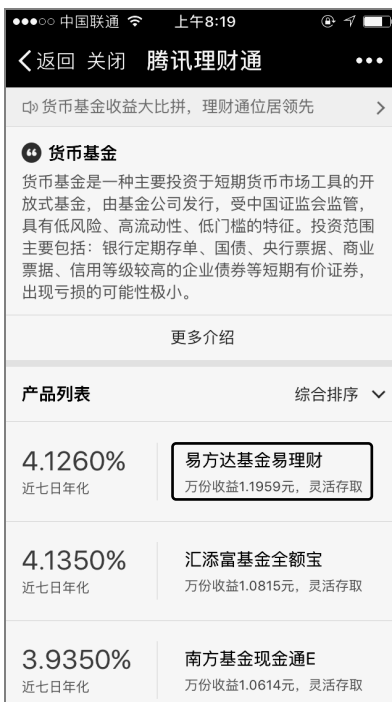 中国联通 上午8:19
返回 关闭 腾讯理财通
货币基金收益大比拼，理财通位居领先
货币基金
货币基金是一种主要投资于短期货币市场工具的开
放式基金，由基金公司发行，受中国证监会监管，
具有低风险、高流动性、低门槛的特征。投资范围
主要包括：银行定期存单、国债、央行票据、商业
票据、信用等级较高的企业债券等短期有价证券，
出现亏损的可能性极小。
更多介绍
产品列表 综合排序
4.1260% 易方达基金易理财
近七日年化 万份收益1.1959元，灵活存取
4.1350% 汇添富基金全额宝
近七日年化 万份收益1.0815元，灵活存取
3.9350% 南方基金现金通E
近七日年化 万份收益1.0614元，灵活存取